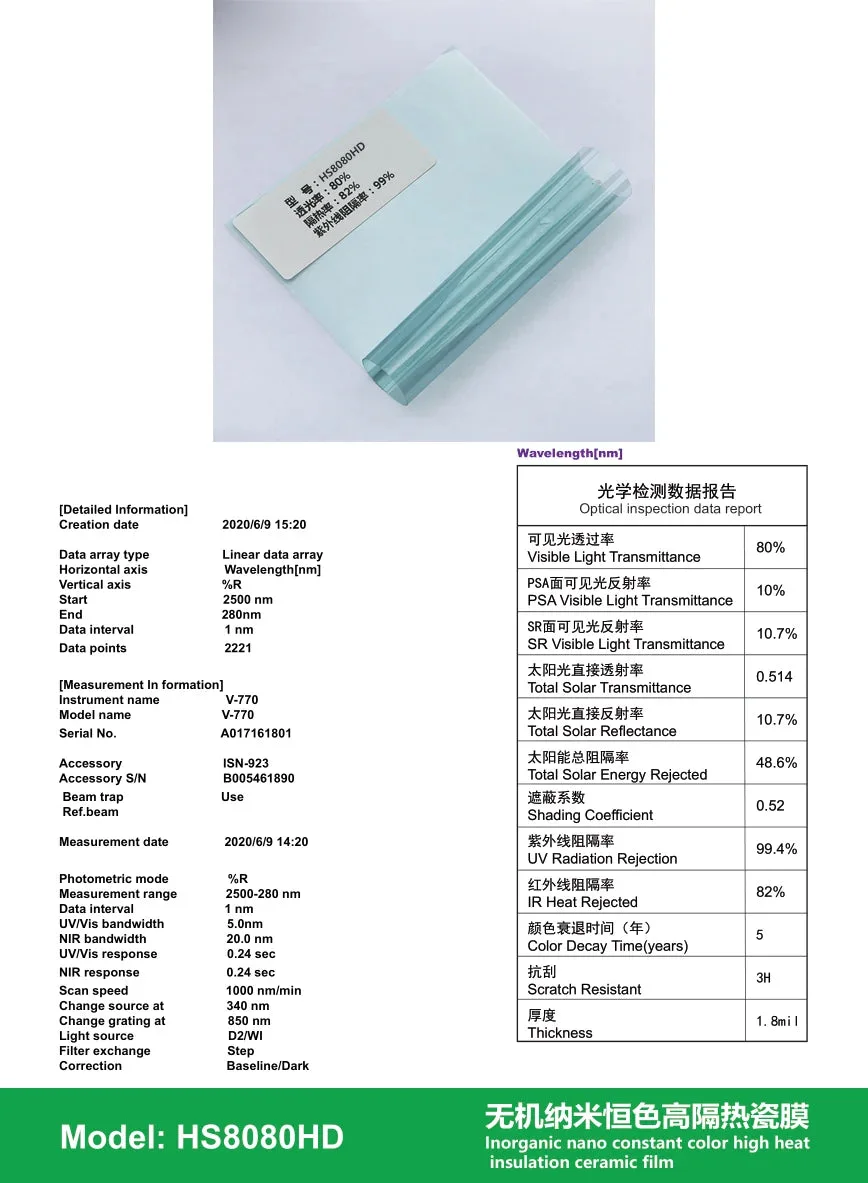 型 号：HS8080HD
透光率：80%
隔热率：82%
紫外线阻隔率：99%
Wavelength[nm]
[Detailed Information]
Creation date 2020/6/9 15:20
Data array type Linear data array
Horizontal axis Wavelength[nm]
Vertical axis %R
Start 2500 nm
End 280nm
Data interval 1 nm
Data points 2221
[Measurement In formation]
Instrument name V-770
Model name V-770
Serial No. A017161801
Accessory ISN-923
Accessory S/N B005461890
Beam trap Use
Ref.beam
Measurement date 2020/6/9 14:20
Photometric mode %R
Measurement range 2500-280 nm
Data interval 1 nm
UV/Vis bandwidth 5.0nm
NIR bandwidth 20.0 nm
UV/Vis response 0.24 sec
NIR response 0.24 sec
Scan speed 1000 nm/min
Change source at 340 nm
Change grating at 850 nm
Light source D2/WI
Filter exchange Step
Correction Baseline/Dark
光学检测数据报告
Optical inspection data report
可见光透过率
Visible Light Transmittance 80%
PSA面可见光反射率
PSA Visible Light Transmittance 10%
SR面可见光反射率
SR Visible Light Transmittance 10.7%
太阳光直接透射率
Total Solar Transmittance 0.514
太阳光直接反射率
Total Solar Reflectance 10.7%
太阳能总阻隔率
Total Solar Energy Rejected 48.6%
遮蔽系数
Shading Coefficient 0.52
紫外线阻隔率
UV Radiation Rejection 99.4%
红外线阻隔率
IR Heat Rejected 82%
颜色衰退时间（年）
Color Decay Time(years) 5
抗刮
Scratch Resistant 3H
厚度
Thickness 1.8mil
Model: HS8080HD
无机纳米恒色高隔热瓷膜
Inorganic nano constant color high heat
insulation ceramic film